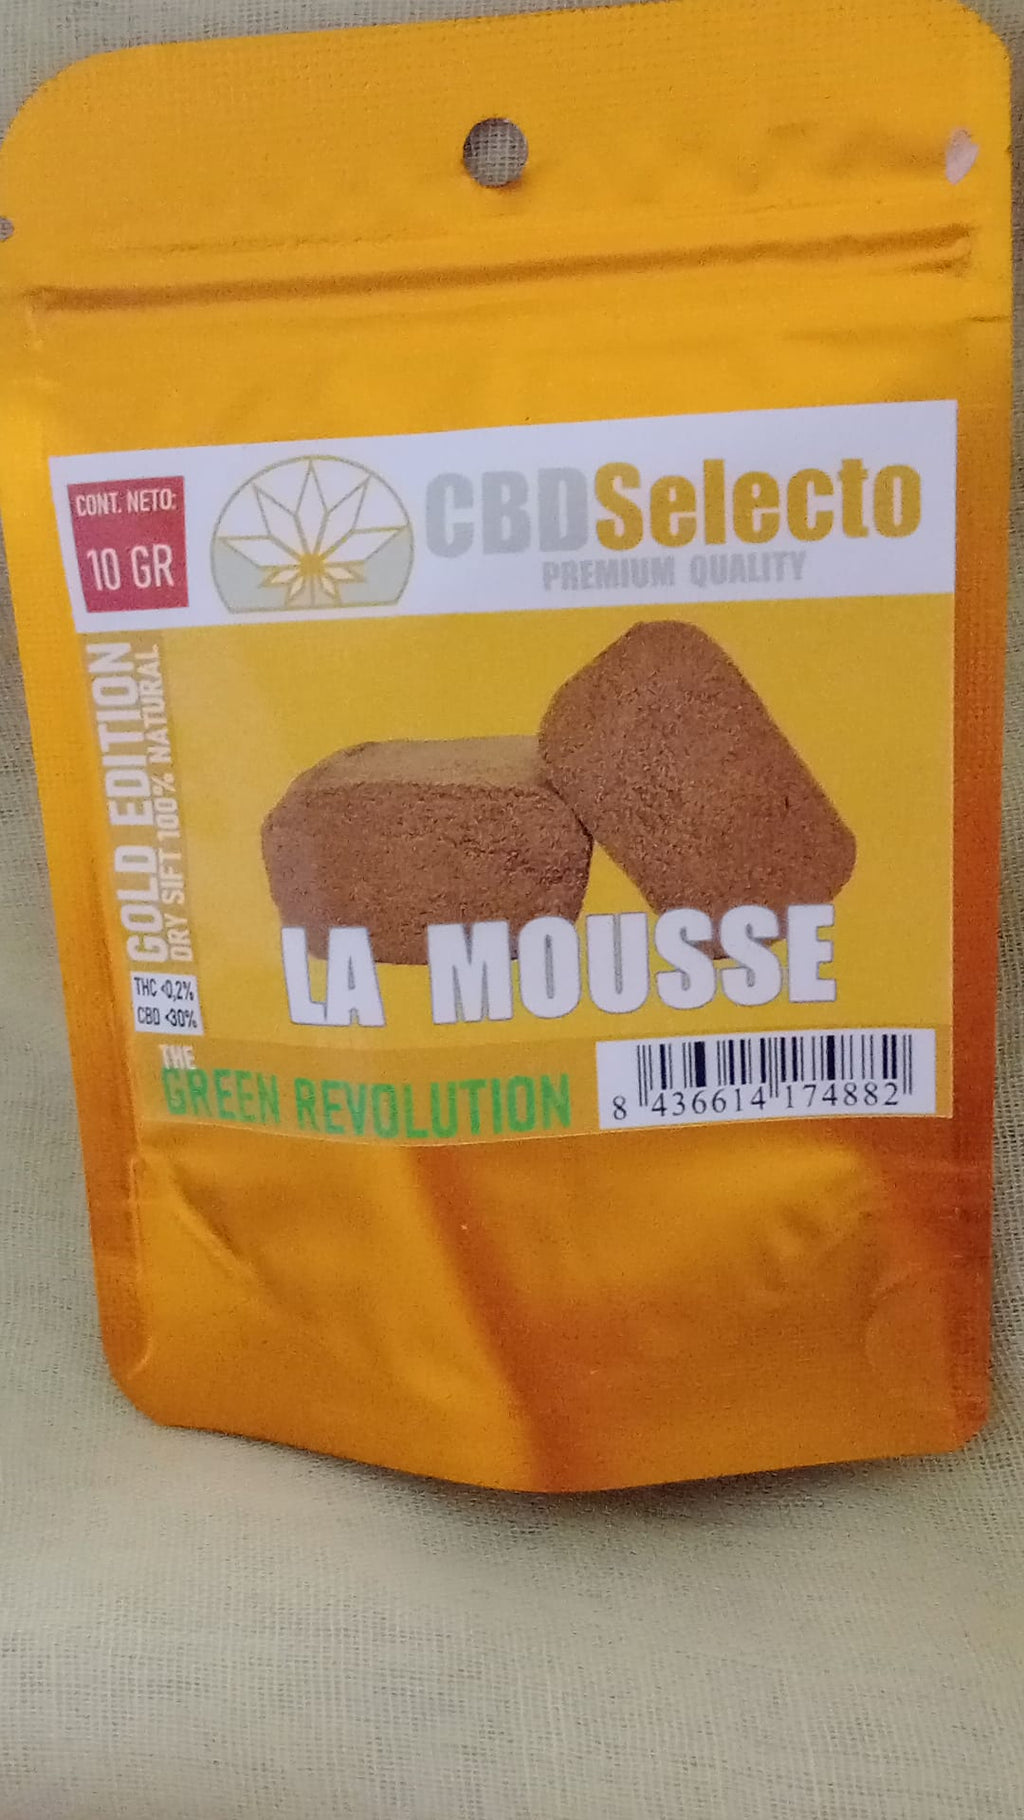 CONT. NETO:
10 GR
CBDSelecto
PREMIUM QUALITY
GOLD EDITION
DRY SIFT 100% NATURAL
THC <0,2%
CBD <30%
LA MOUSSE
THE
GREEN REVOLUTION
8 436614 174882